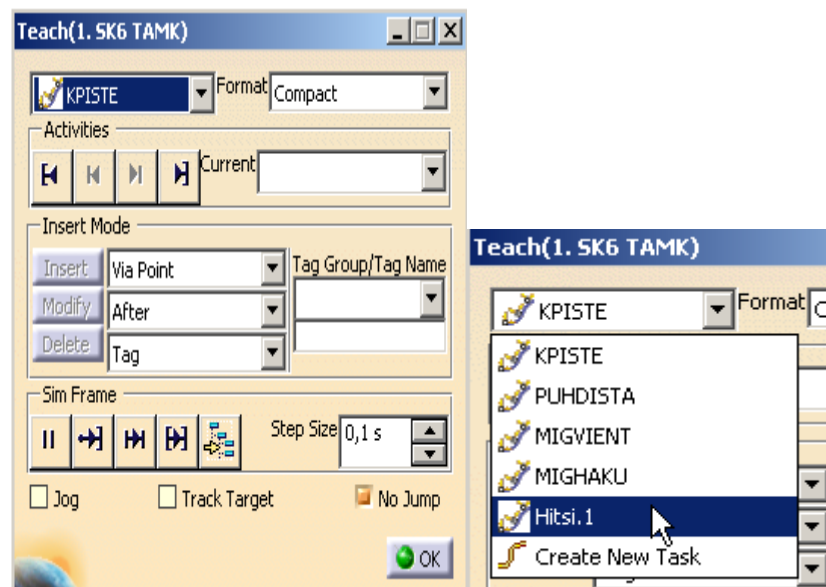 Teach(1. SK6 TAMK)
KPISTE Format Compact
Activities
Current
Insert Mode
Insert Via Point Tag Group/Tag Name
Modify After
Delete Tag
Sim Frame
Step Size 0,1 s
Jog Track Target No Jump
OK
Teach(1. SK6 TAMK)
KPISTE Format
KPISTE
PUHDISTA
MIGVIENT
MIGHAKU
Hitsi.1
Create New Task